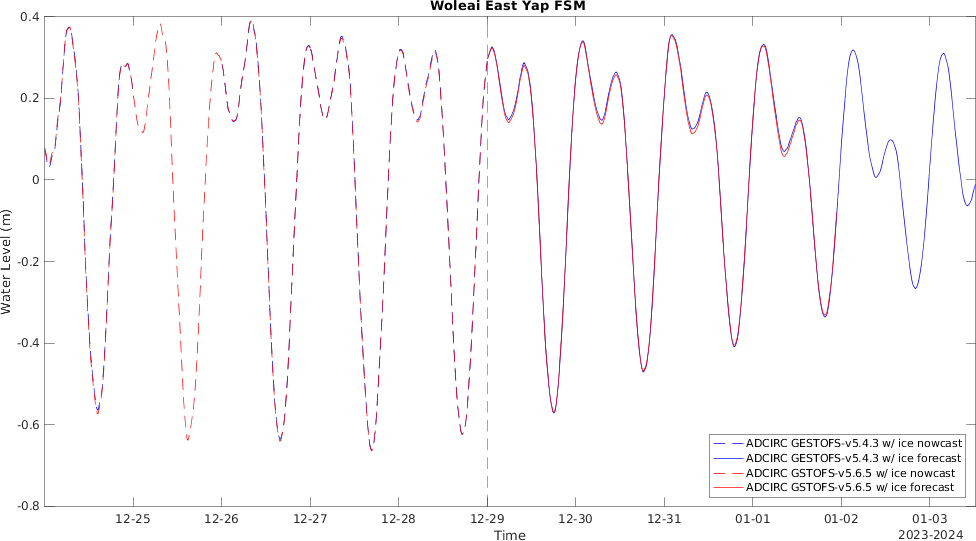 Woleai East Yap FSM
0.4
0.2
0
-0.2
-0.4
-0.6
-0.8
Water Level (m)
12-25 12-26 12-27 12-28 12-29 12-30 12-31 01-01 01-02 01-03
Time
2023-2024
ADCIRC GESTOFS-v5.4.3 w/ ice nowcast
ADCIRC GESTOFS-v5.4.3 w/ ice forecast
ADCIRC GSTOFS-v5.6.5 w/ ice nowcast
ADCIRC GSTOFS-v5.6.5 w/ ice forecast